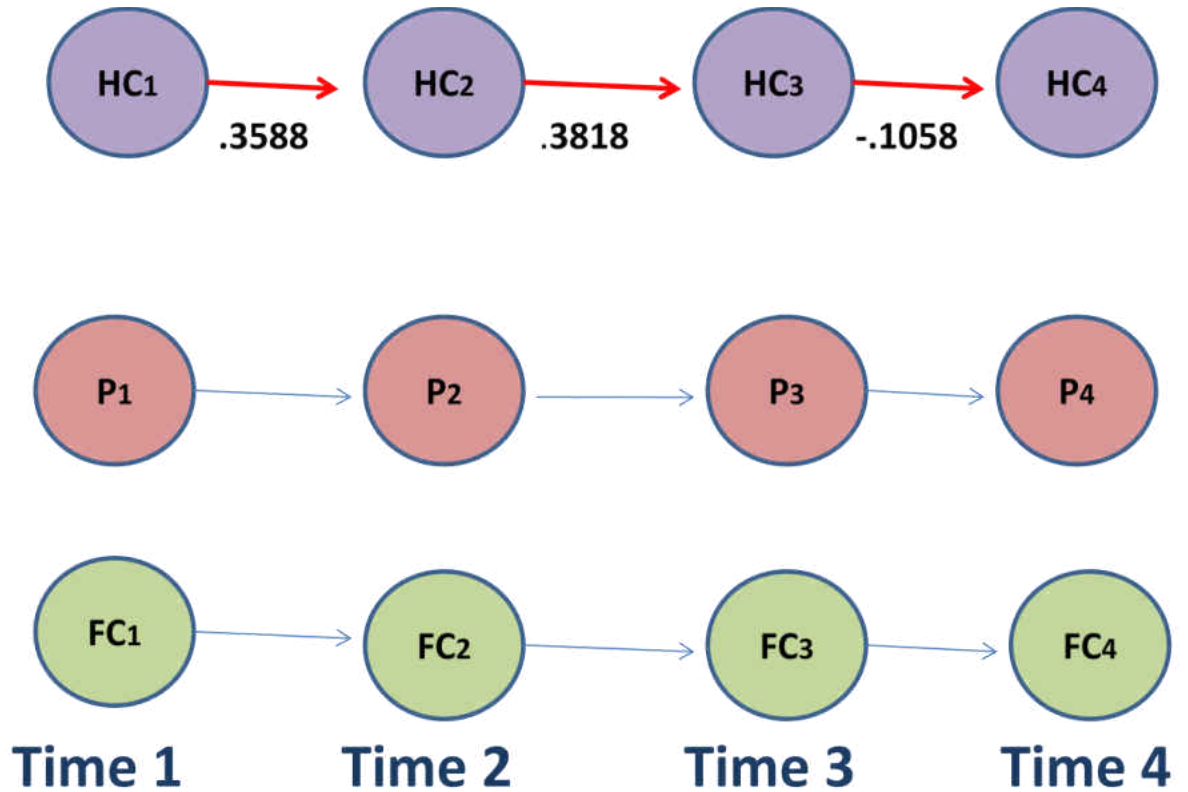 HC1 HC2 HC3 HC4
.3588 .3818 -.1058
P1 P2 P3 P4
FC1 FC2 FC3 FC4
Time 1 Time 2 Time 3 Time 4